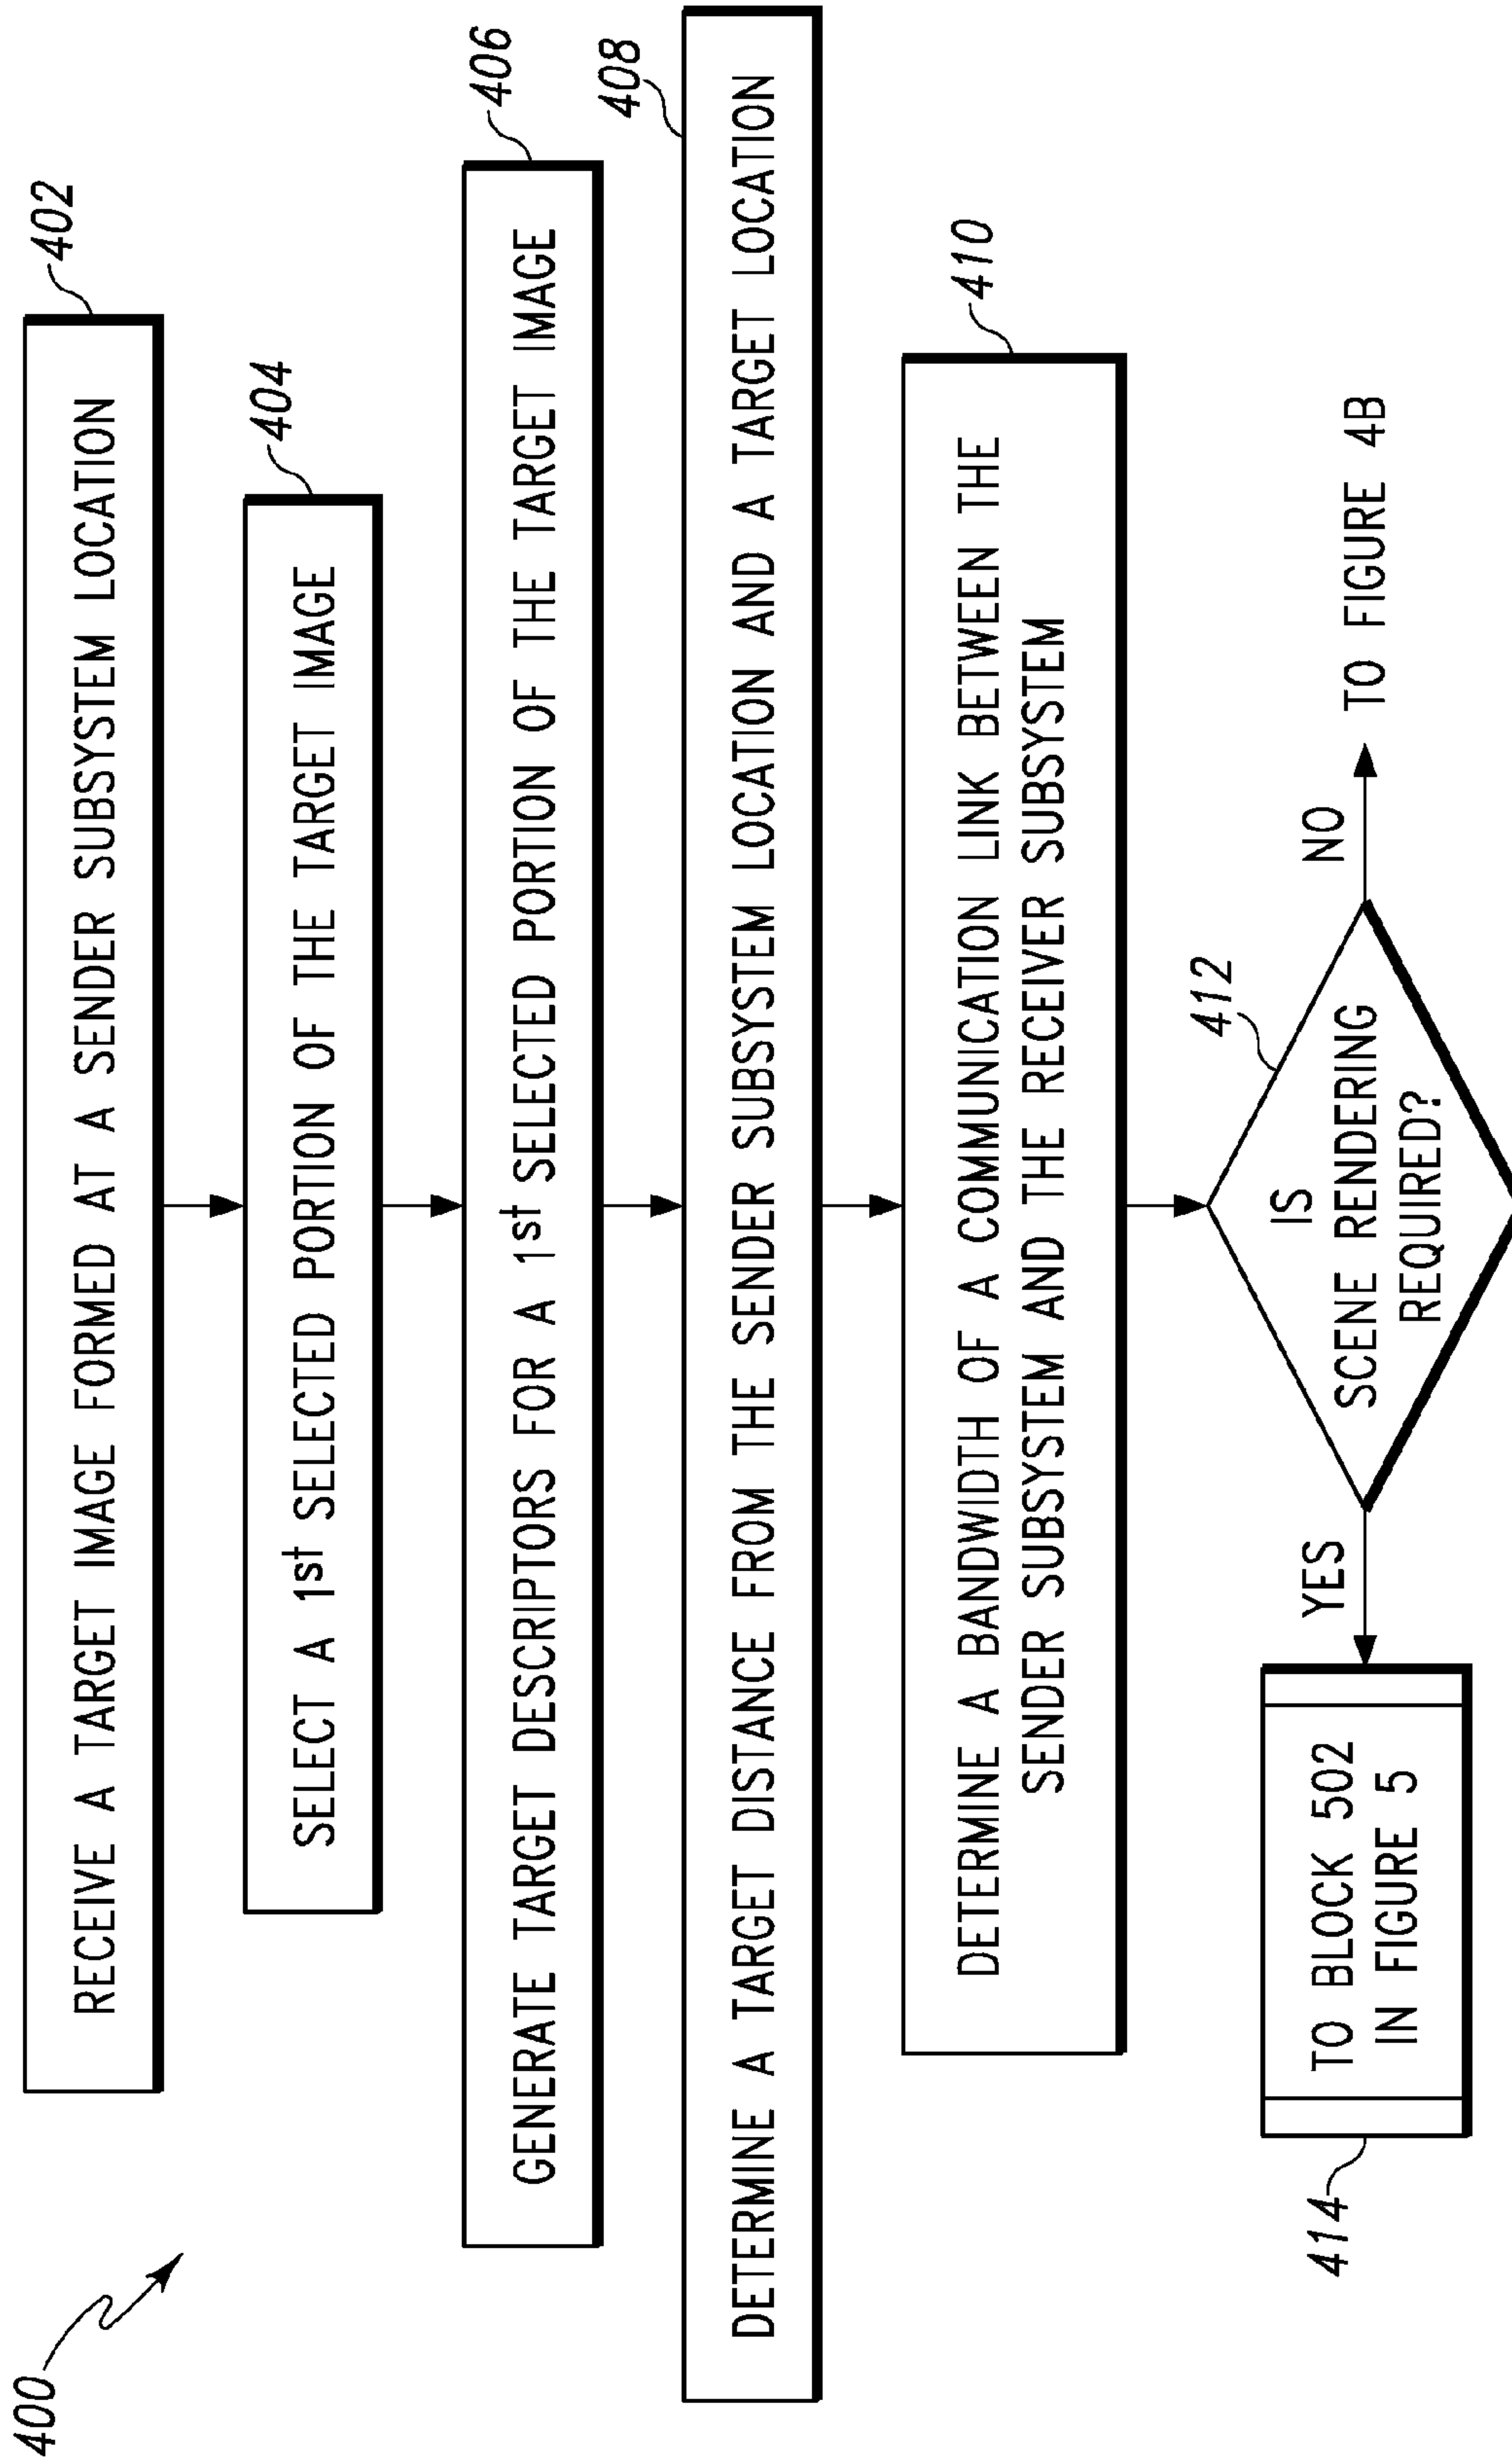 400
402
RECEIVE A TARGET IMAGE FORMED AT A SENDER SUBSYSTEM LOCATION
404
SELECT A 1st SELECTED PORTION OF THE TARGET IMAGE
406
GENERATE TARGET DESCRIPTORS FOR A 1st SELECTED PORTION OF THE TARGET IMAGE
408
DETERMINE A TARGET DISTANCE FROM THE SENDER SUBSYSTEM LOCATION AND A TARGET LOCATION
410
DETERMINE A BANDWIDTH OF A COMMUNICATION LINK BETWEEN THE
SENDER SUBSYSTEM AND THE RECEIVER SUBSYSTEM
412
IS
SCENE RENDERING
REQUIRED?
YES
NO
TO FIGURE 4B
414
TO BLOCK 502
IN FIGURE 5